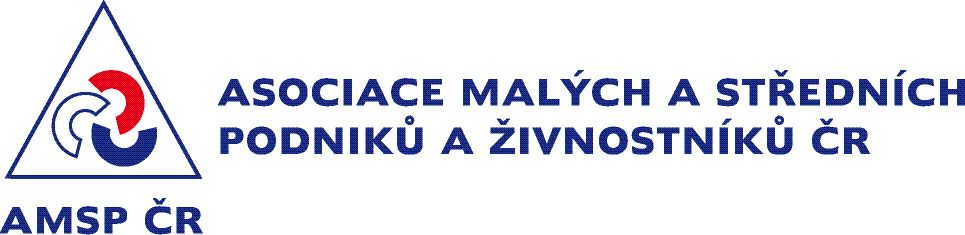 ASOCIACE MALÝCH A STŘEDNÍCH
PODNIKŮ A ŽIVNOSTNÍKŮ ČR
AMSP ČR